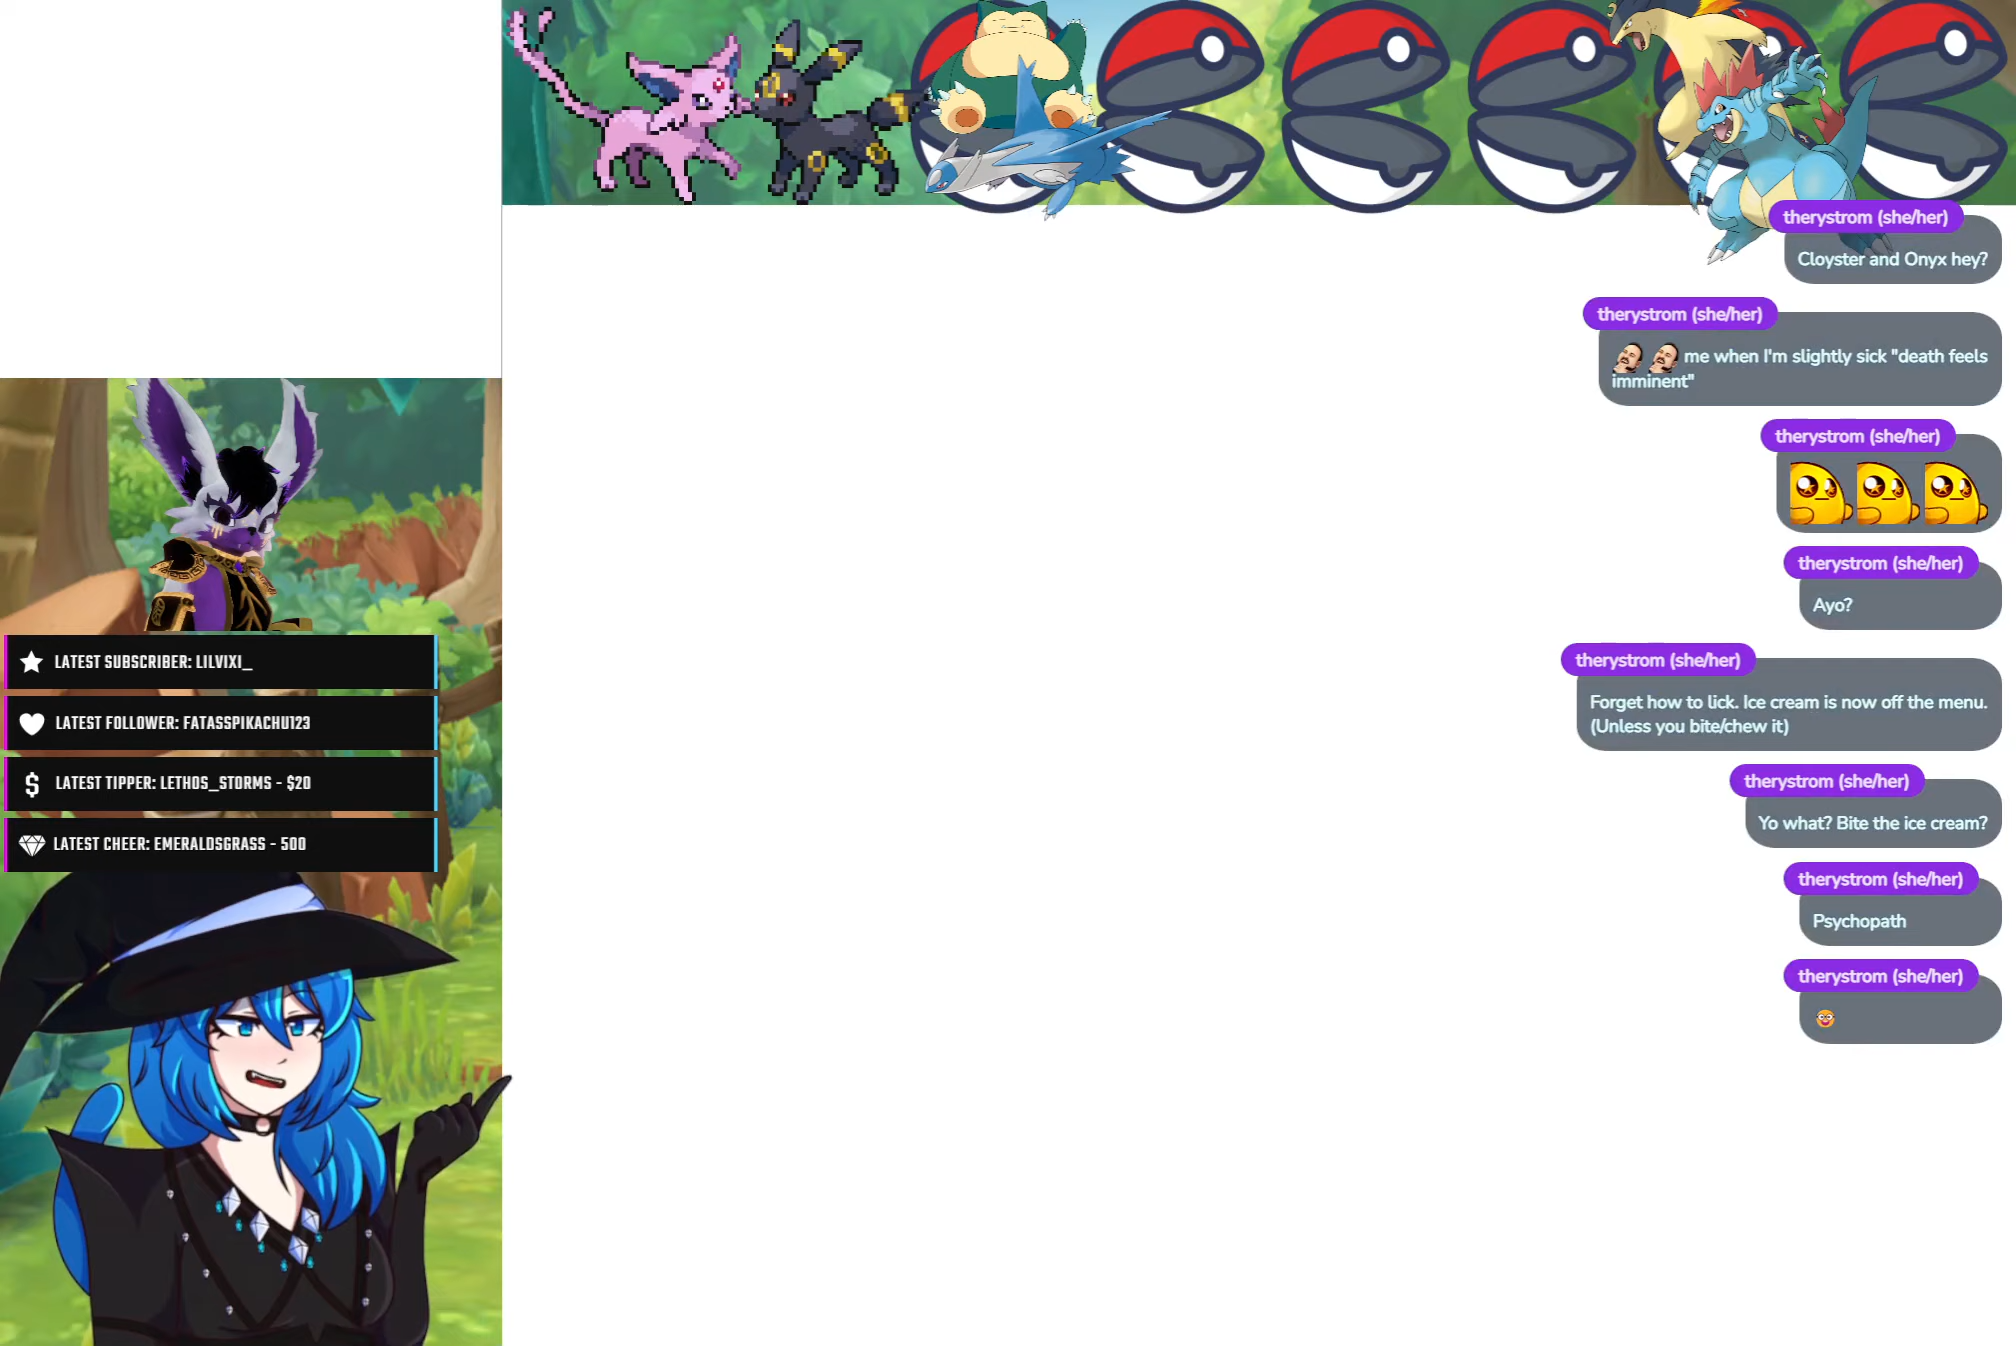 therystrom (she/her)
Cloyster and Onyx hey?
therystrom (she/her)
me when I'm slightly sick "death feels
imminent"
therystrom (she/her)
therystrom (she/her)
Ayo?
therystrom (she/her)
Forget how to lick. Ice cream is now off the menu.
(Unless you bite/chew it)
therystrom (she/her)
Yo what? Bite the ice cream?
therystrom (she/her)
Psychopath
therystrom (she/her)
LATEST SUBSCRIBER: LILVIXI_
LATEST FOLLOWER: FATASSPIKACHU123
LATEST TIPPER: LETHOS_STORMS - $20
LATEST CHEER: EMERALDSGRASS - 500